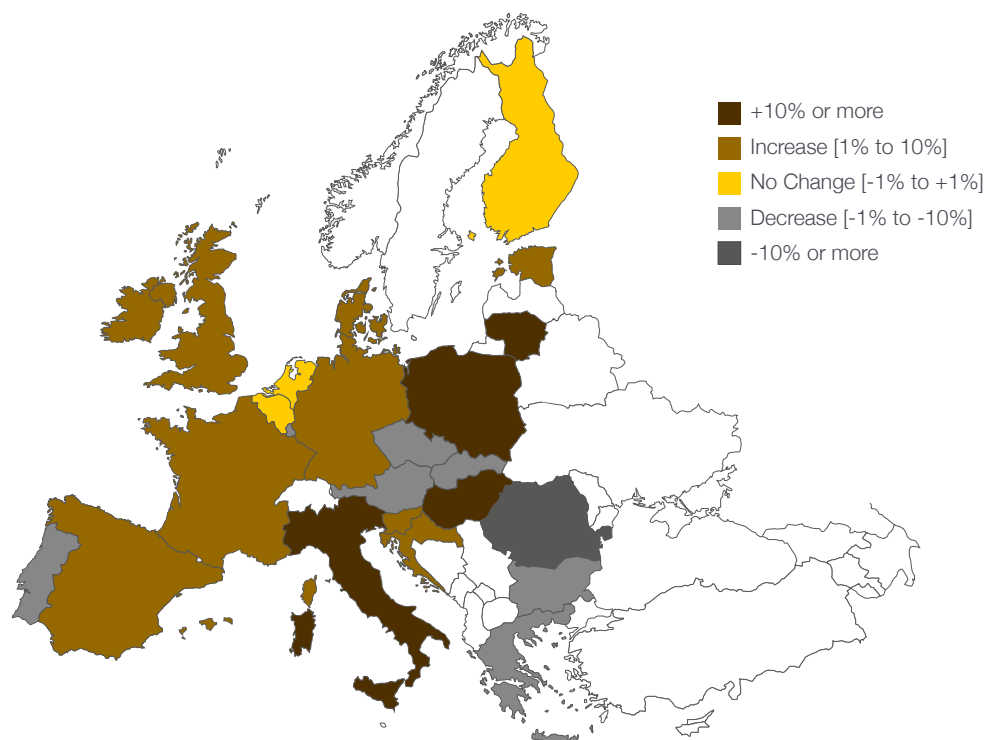 +10% or more
Increase [1% to 10%]
No Change [-1% to +1%]
Decrease [-1% to -10%]
-10% or more